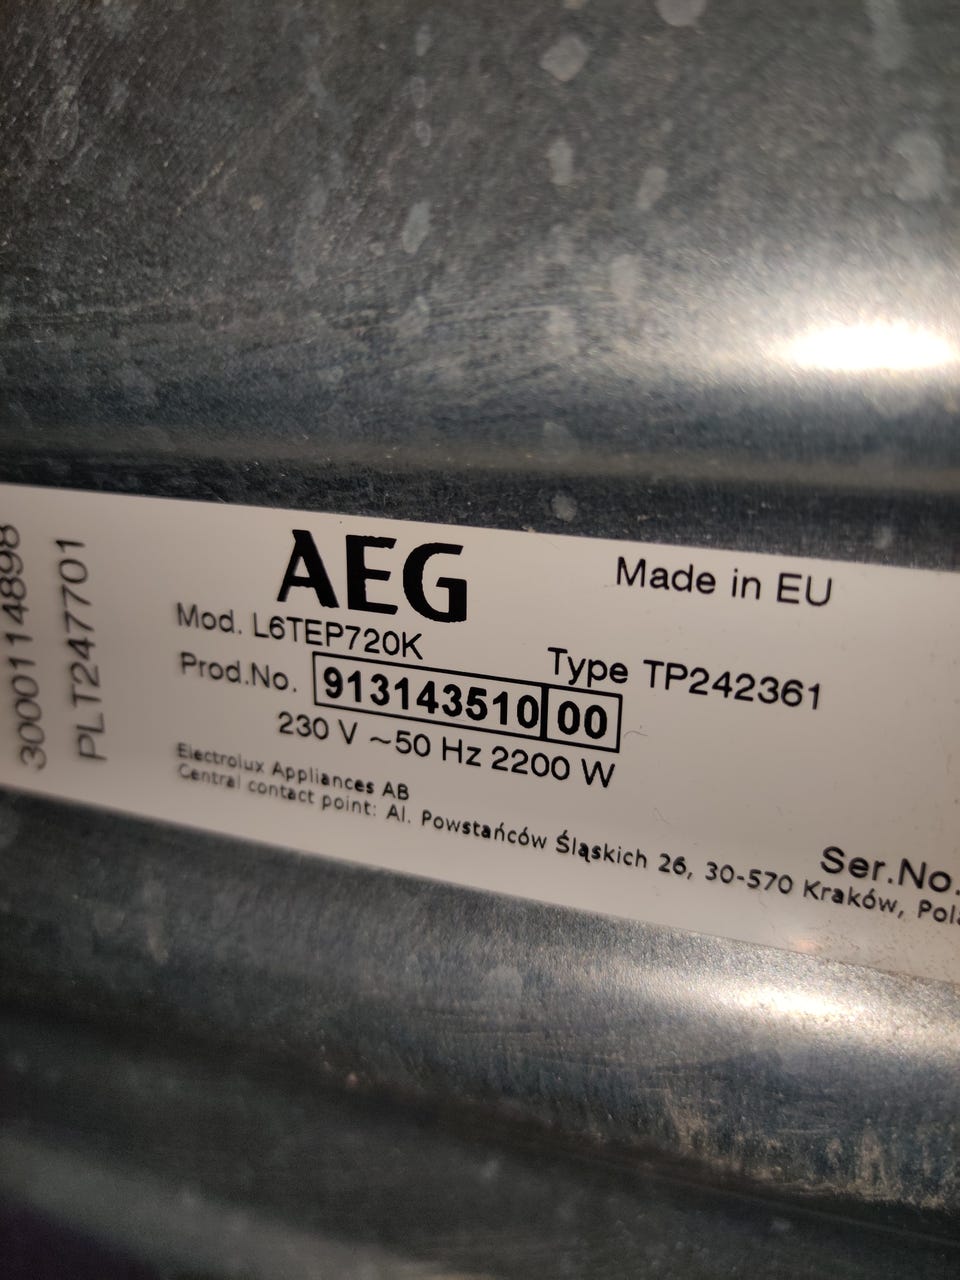 3000114898
PLT247701
AEG
Made in EU
Mod. L6TEP720K
Type TP242361
Prod.No. 913143510 00
230 V ~50 Hz 2200 W
Electrolux Appliances AB
Central contact point: Al. Powstańców Śląskich 26, 30-570 Kraków,
Ser.No.